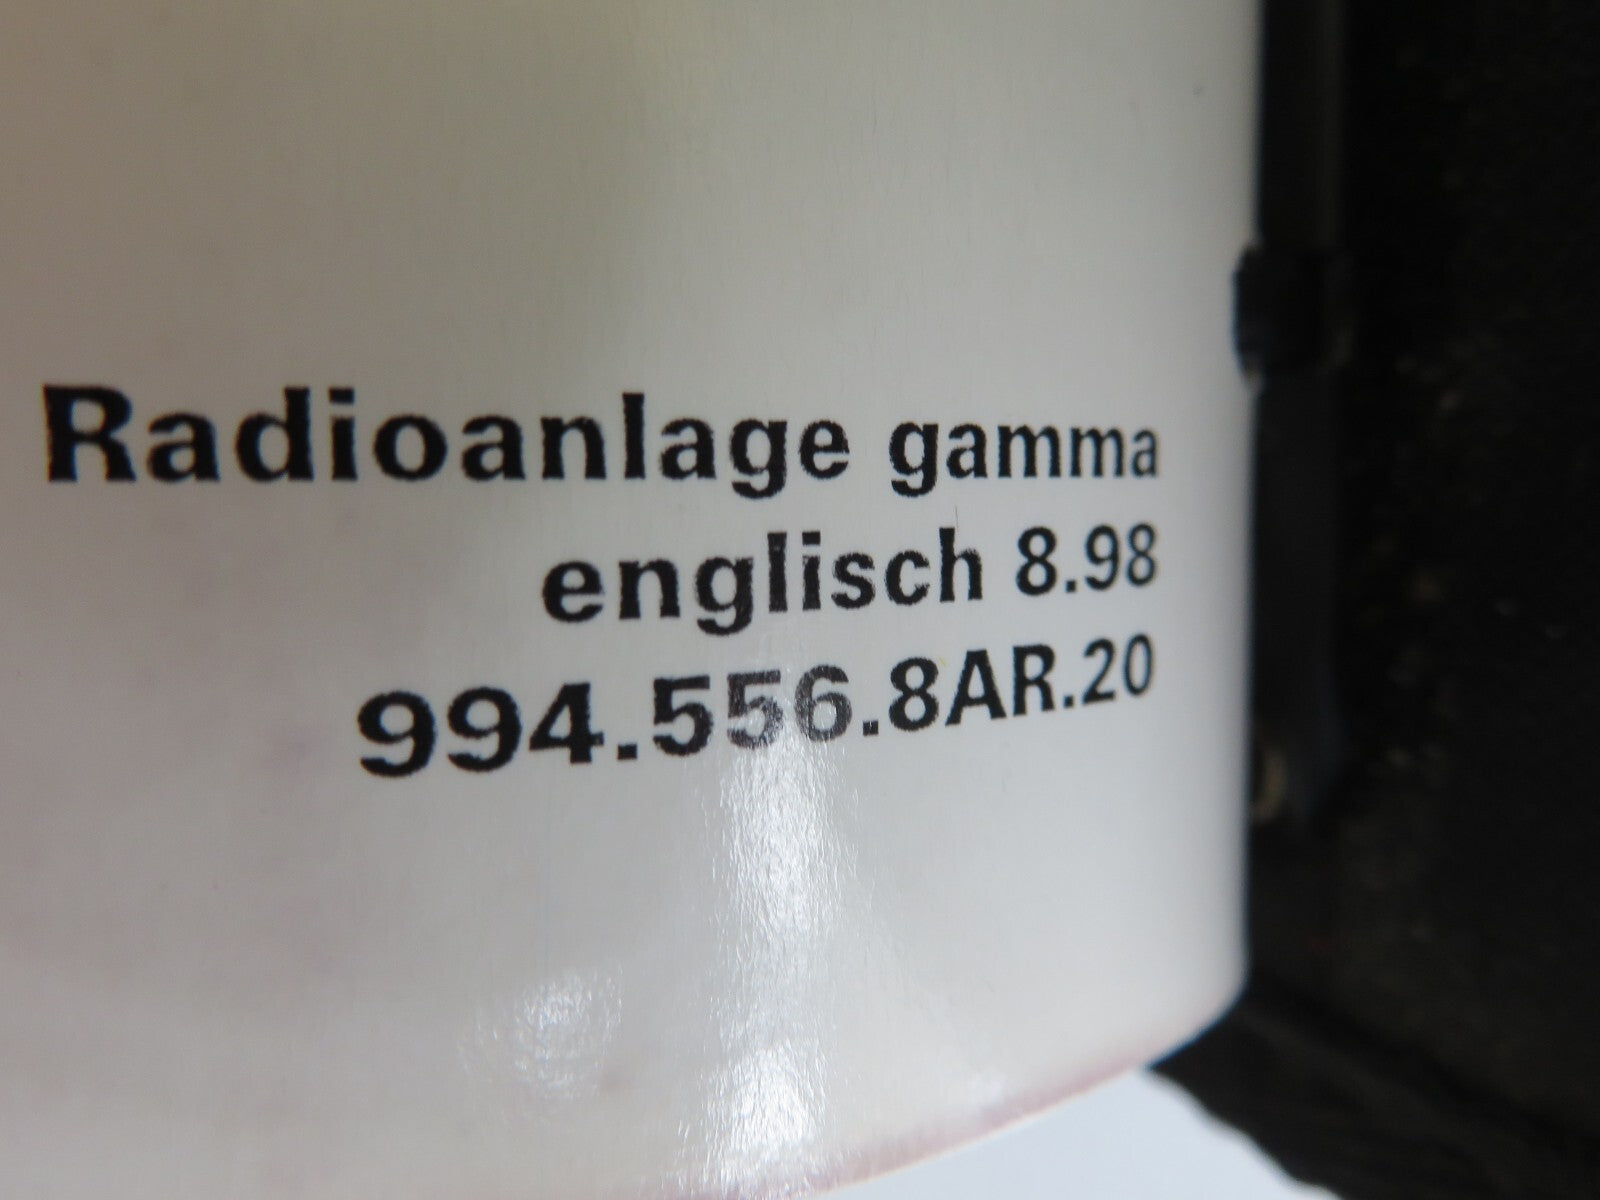 Radioanlage gamma
englisch 8.98
994.556.8AR.20